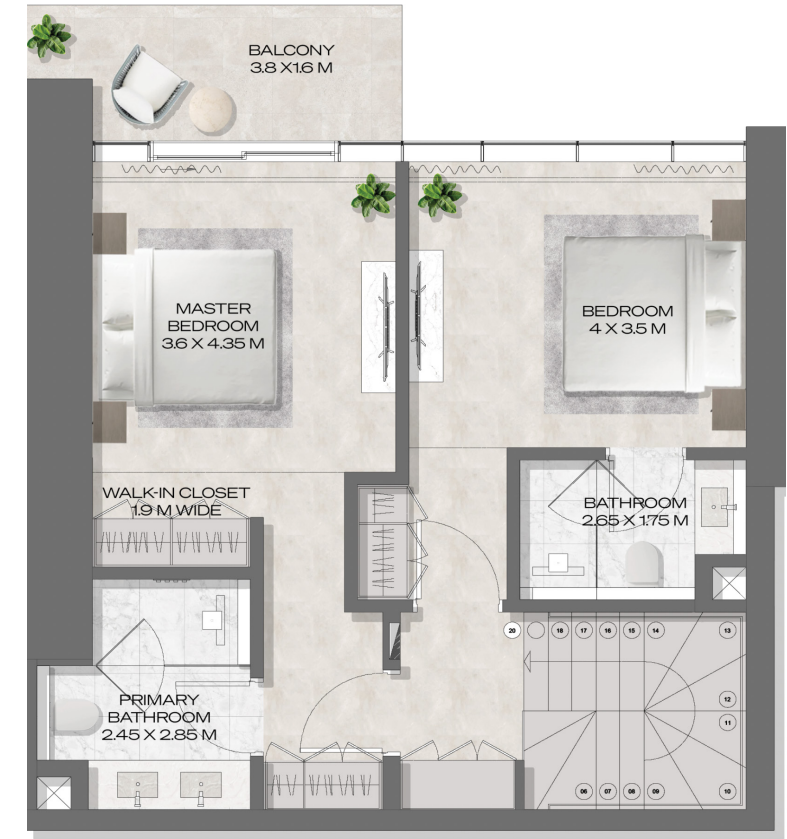 BALCONY
3.8 X1.6 M
MASTER
BEDROOM
3.6 X 4.35 M
BEDROOM
4 X 3.5 M
WALK-IN CLOSET
1.9 M WIDE
BATHROOM
2.65 X 1.75 M
20 18 17 16 15 14 13
PRIMARY
BATHROOM
2.45 X 2.85 M
12
11
06 07 08 09 10